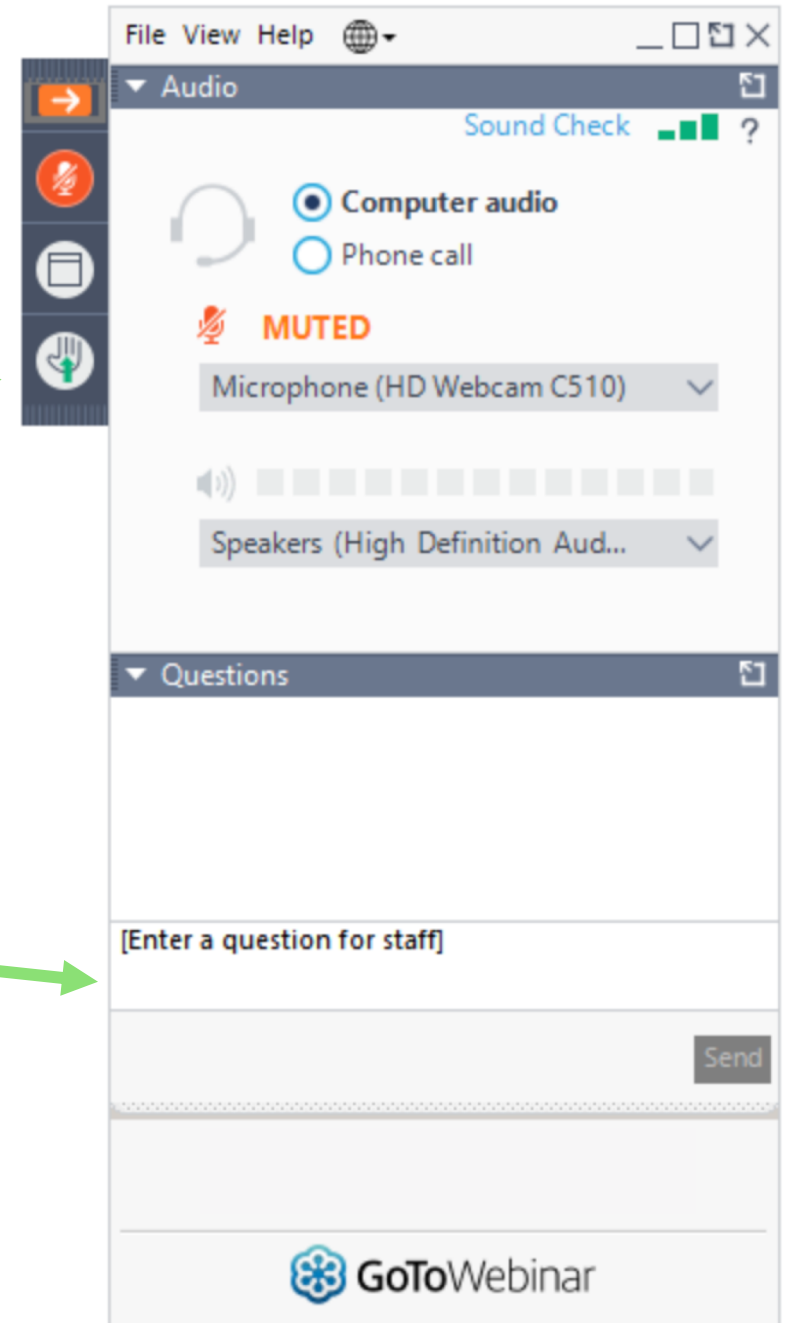 File View Help
Audio
Sound Check ?
Computer audio
Phone call
MUTED
Microphone (HD Webcam C510)
Speakers (High Definition Aud...
Questions
[Enter a question for staff]
Send
GoToWebinar